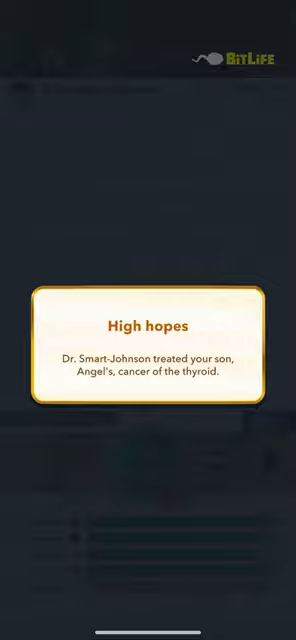 BitLife
High hopes
Dr. Smart-Johnson treated your son,
Angel's, cancer of the thyroid.